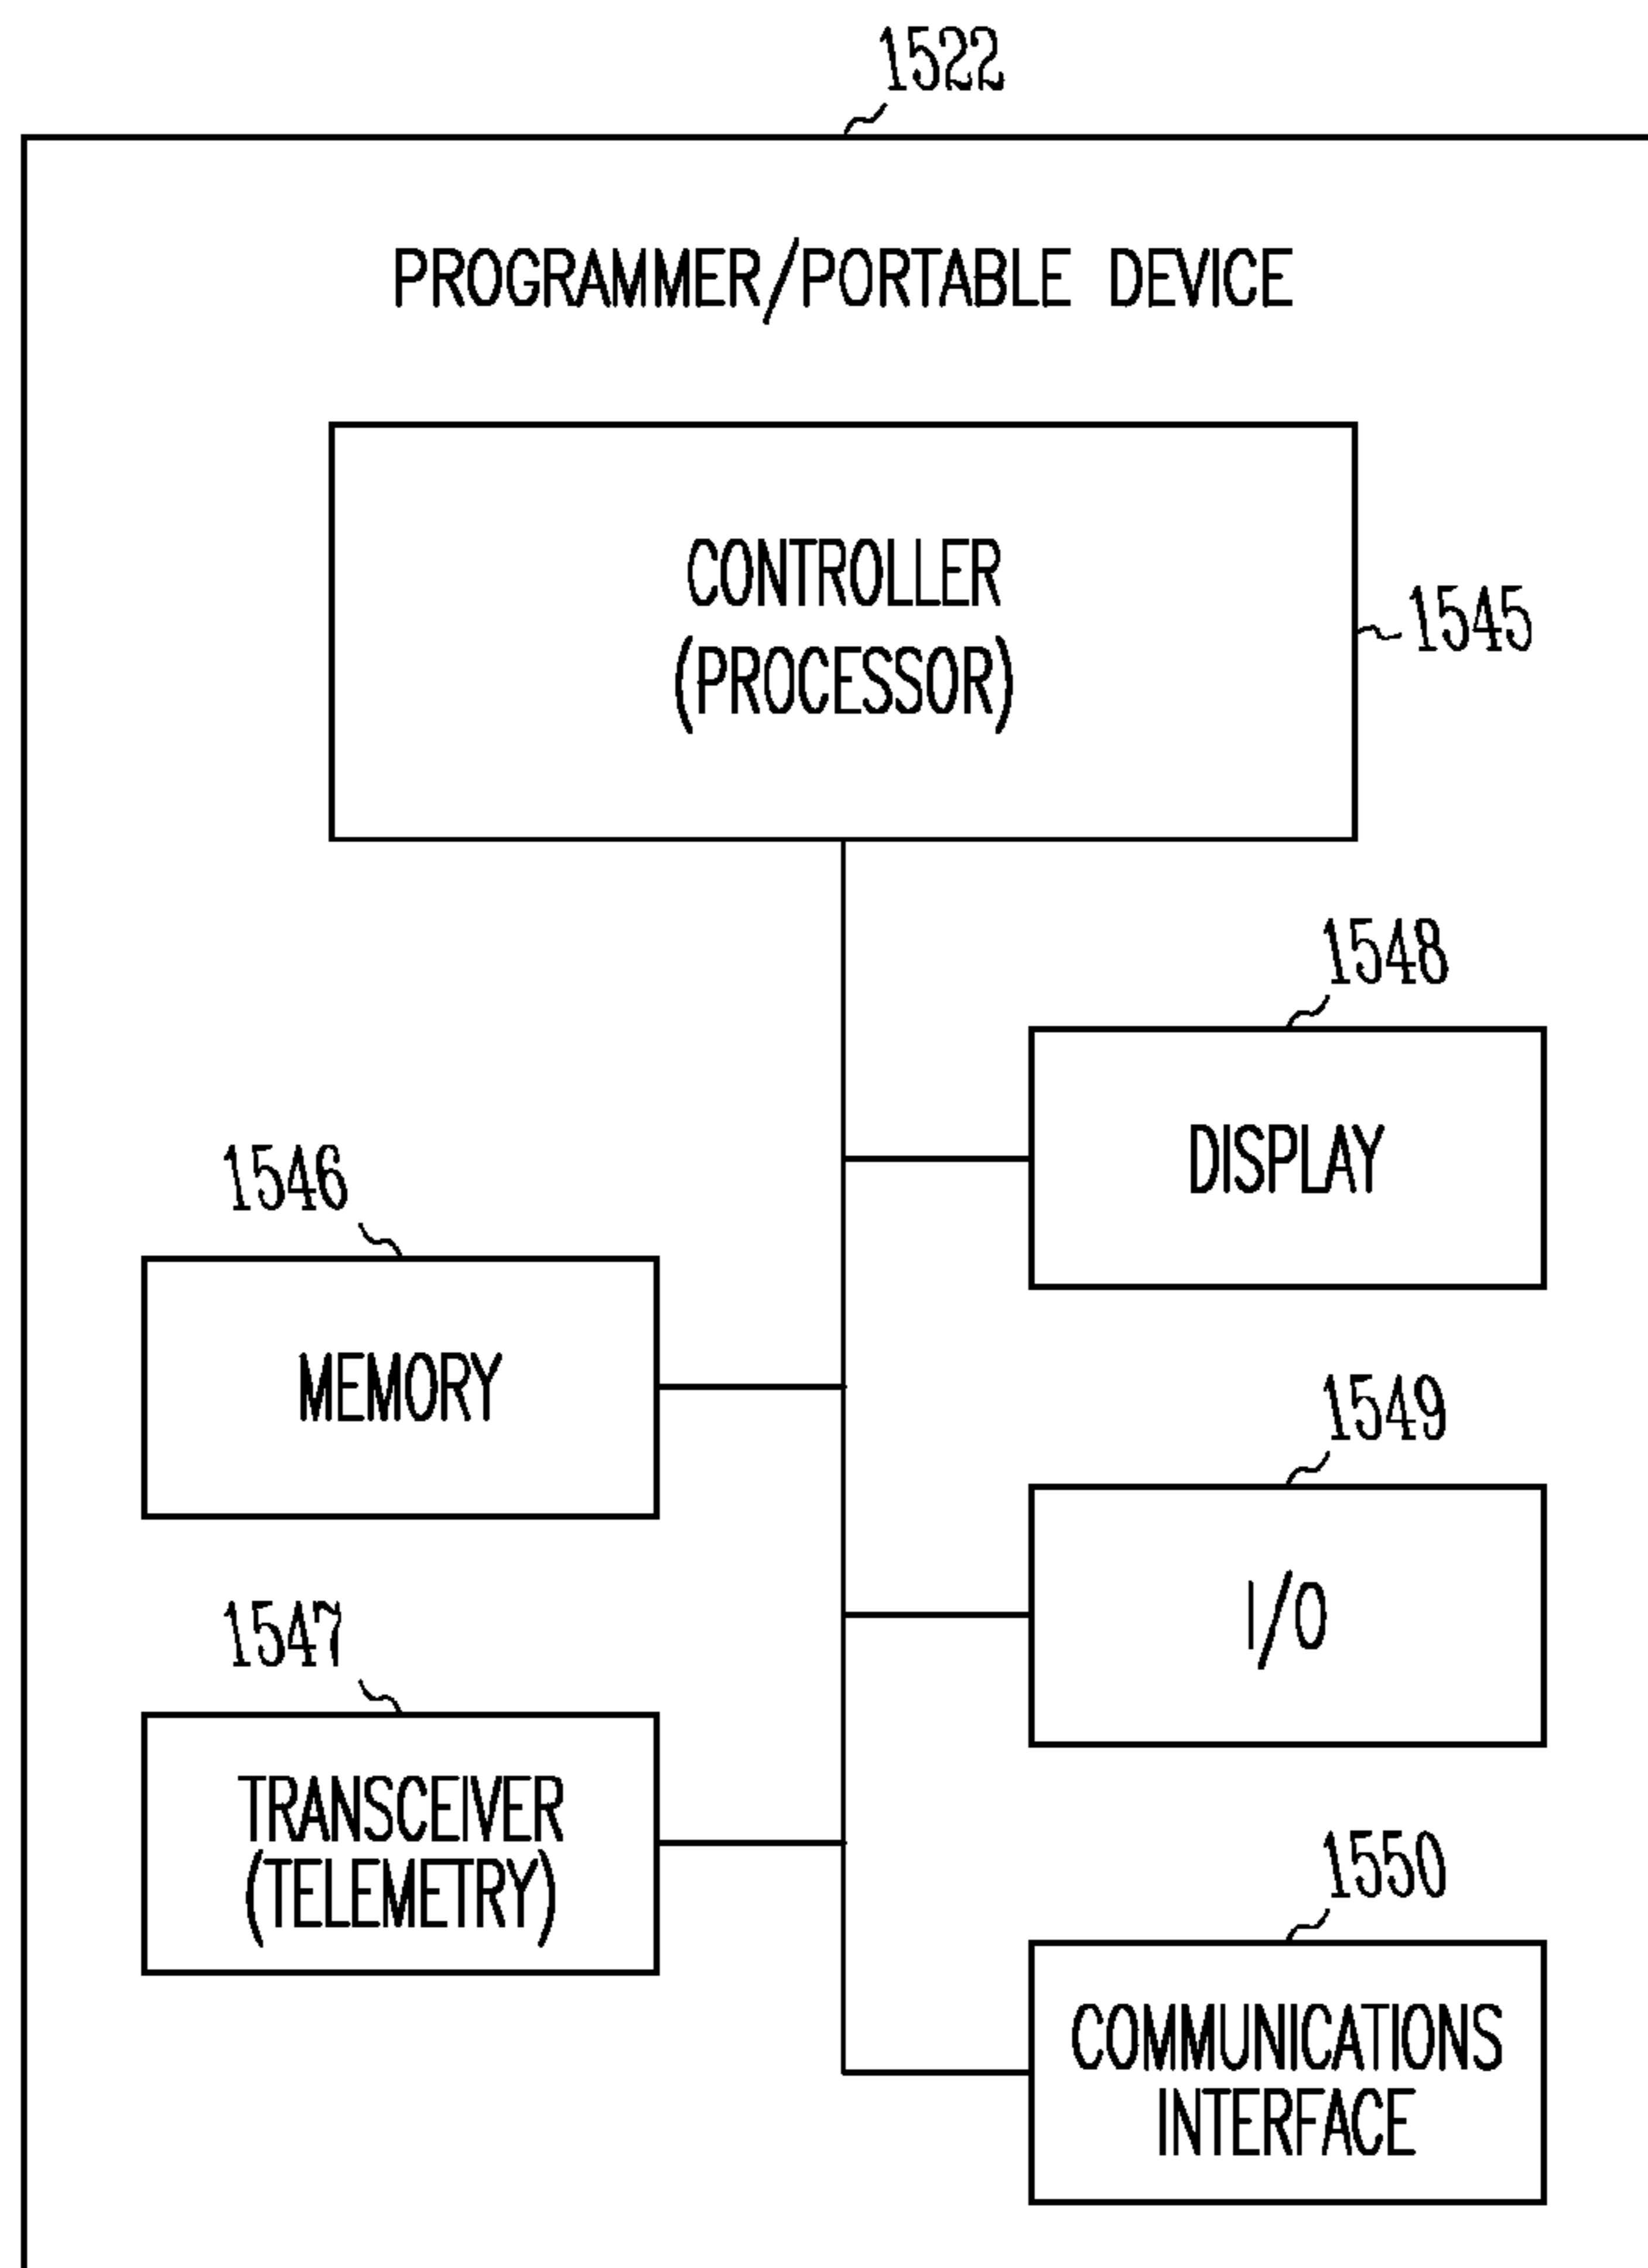 1522
PROGRAMMER/PORTABLE DEVICE
CONTROLLER
(PROCESSOR)
1545
1548
DISPLAY
1546
MEMORY
1549
I/O
1547
TRANSCEIVER
(TELEMETRY)
1550
COMMUNICATIONS
INTERFACE